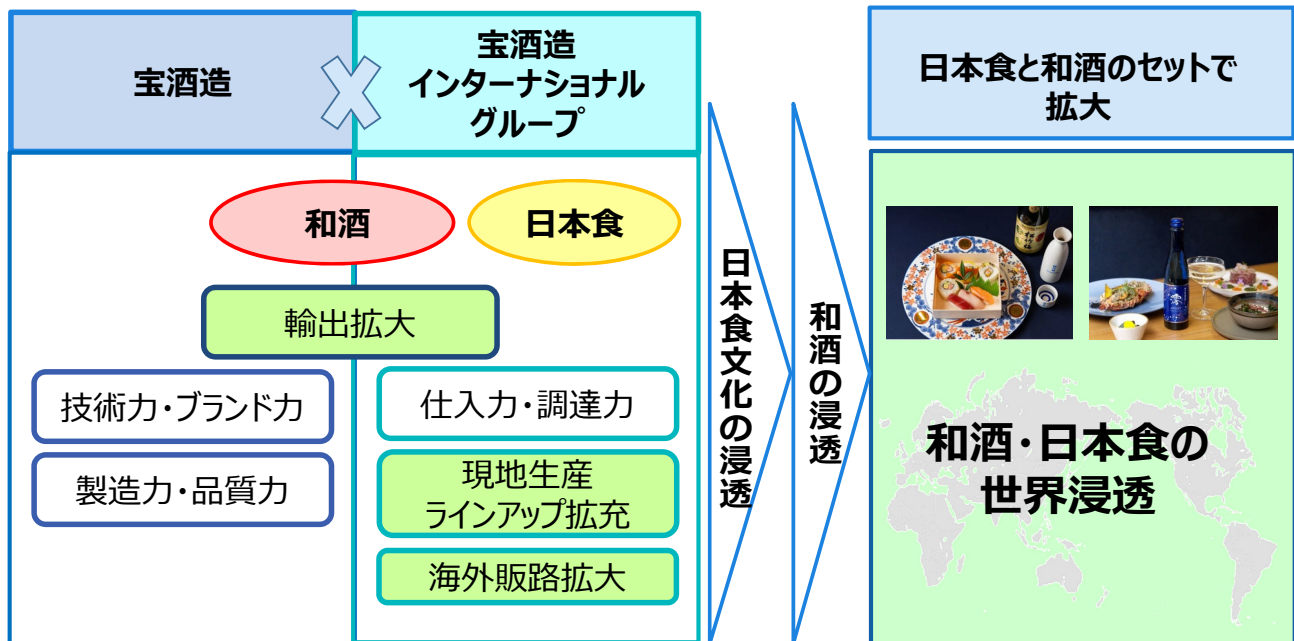 宝酒造
宝酒造
インターナショナル
グループ
和酒
日本食
輸出拡大
技術力・ブランド力
製造力・品質力
仕入力・調達力
現地生産
ラインアップ拡充
海外販路拡大
日本食文化の浸透
和酒の浸透
日本食と和酒のセットで
拡大
和酒・日本食の
世界浸透